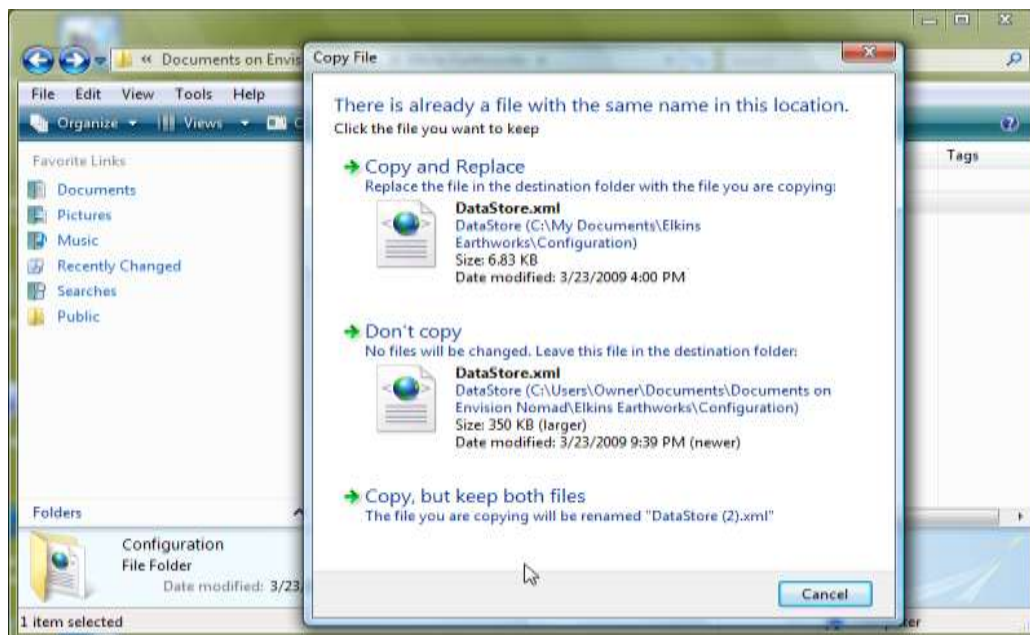 « Documents on Envis
File Edit View Tools Help
Organize Views
Favorite Links
Documents
Pictures
Music
Recently Changed
Searches
Public
Folders
Configuration
File Folder
Date modified: 3/23,
1 item selected
Copy File
There is already a file with the same name in this location.
Click the file you want to keep
Copy and Replace
Replace the file in the destination folder with the file you are copying:
DataStore.xml
DataStore (C:\My Documents\Elkins
Earthworks\Configuration)
Size: 6.83 KB
Date modified: 3/23/2009 4:00 PM
Don't copy
No files will be changed. Leave this file in the destination folder:
DataStore.xml
DataStore (C:\Users\Owner\Documents\Documents on
Envision Nomad\Elkins Earthworks\Configuration)
Size: 350 KB (larger)
Date modified: 3/23/2009 9:39 PM (newer)
Copy, but keep both files
The file you are copying will be renamed "DataStore (2).xml"
Cancel
Tags